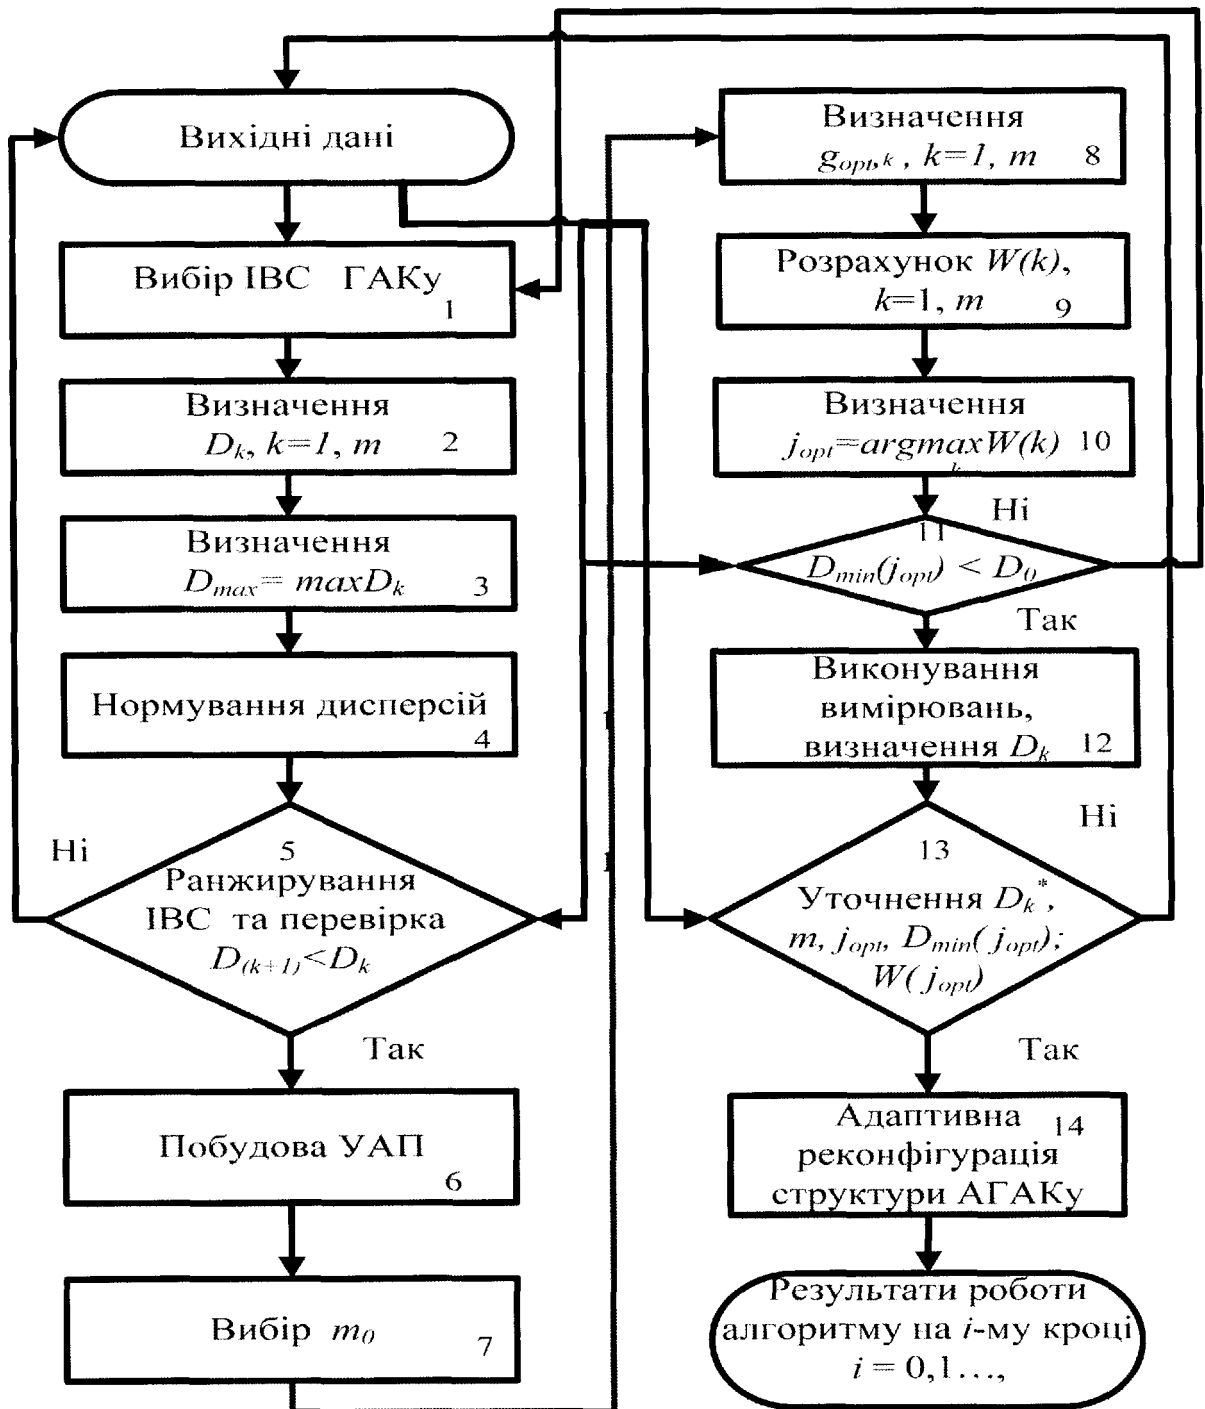 Вихідні дані
Вибір ІВС ГАКу
1
Визначення
D_k, k=1, m 2
Визначення
D_max= maxD_k 3
Нормування дисперсій
4
Ні
5
Ранжирування
ІВС та перевірка
D_(k+1)<D_k
Так
Побудова УАП
6
Вибір m_0 7
Визначення
g_opt,k , k=1, m 8
Розрахунок W(k),
k=1, m 9
Визначення
j_opt=argmaxW(k) 10
k
Ні
11
D_min(j_opt) < D_0
Так
Виконування
вимірювань,
визначення D_k 12
Ні
13
Уточнення D_k*,
m, j_opt, D_min(j_opt);
W(j_opt)
Так
Адаптивна 14
реконфігурація
структури АГАКу
Результати роботи
алгоритму на i-му кроці
i = 0,1…,